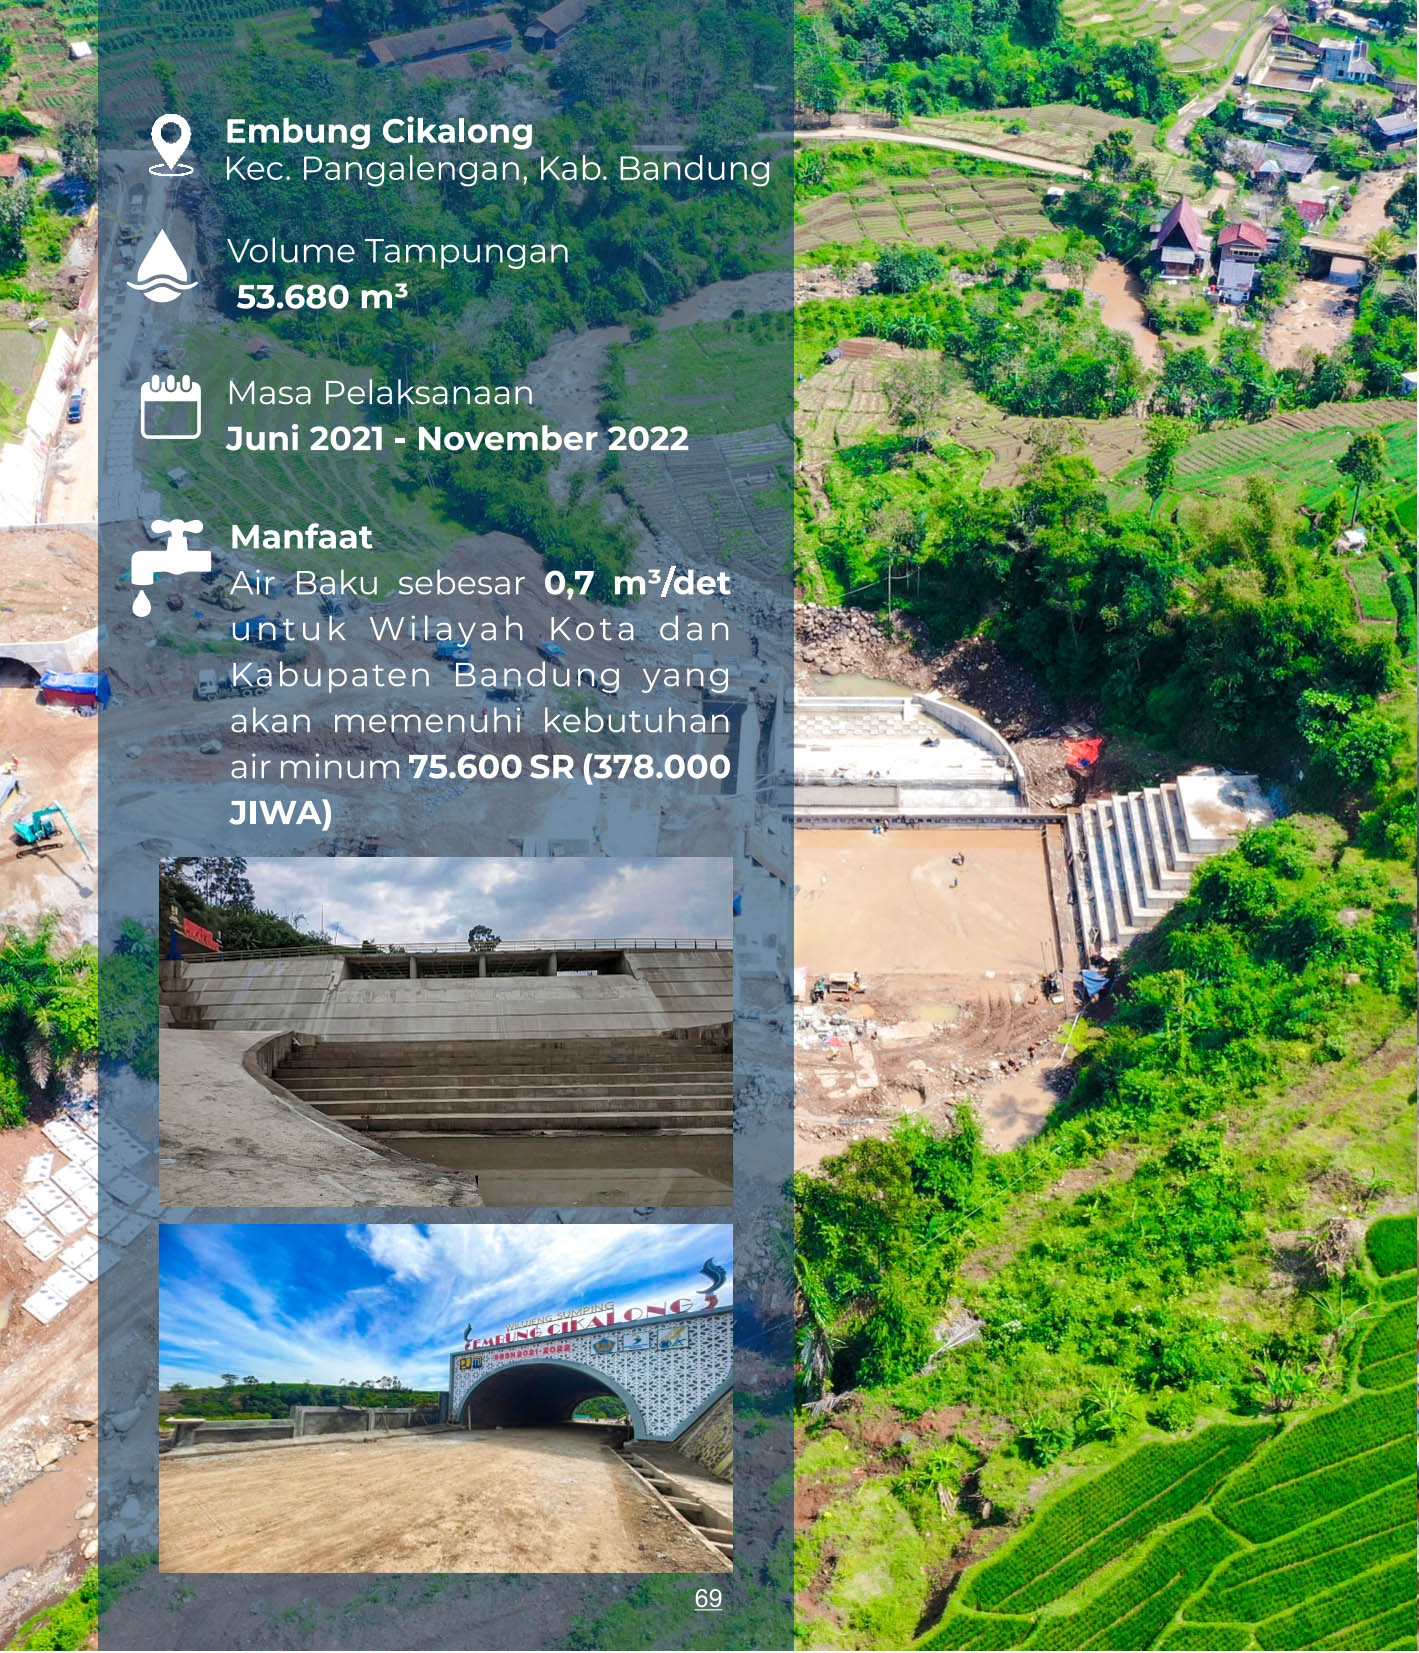 Embung Cikalong
Kec. Pangalengan, Kab. Bandung
Volume Tampungan
53.680 m³
Masa Pelaksanaan
Juni 2021 - November 2022
Manfaat
Air Baku sebesar 0,7 m³/det
untuk Wilayah Kota dan
Kabupaten Bandung yang
akan memenuhi kebutuhan
air minum 75.600 SR (378.000
JIWA)
WILUJENG SUMPING
EMBUNG CIKALONG
SBSN 2021-2022
69